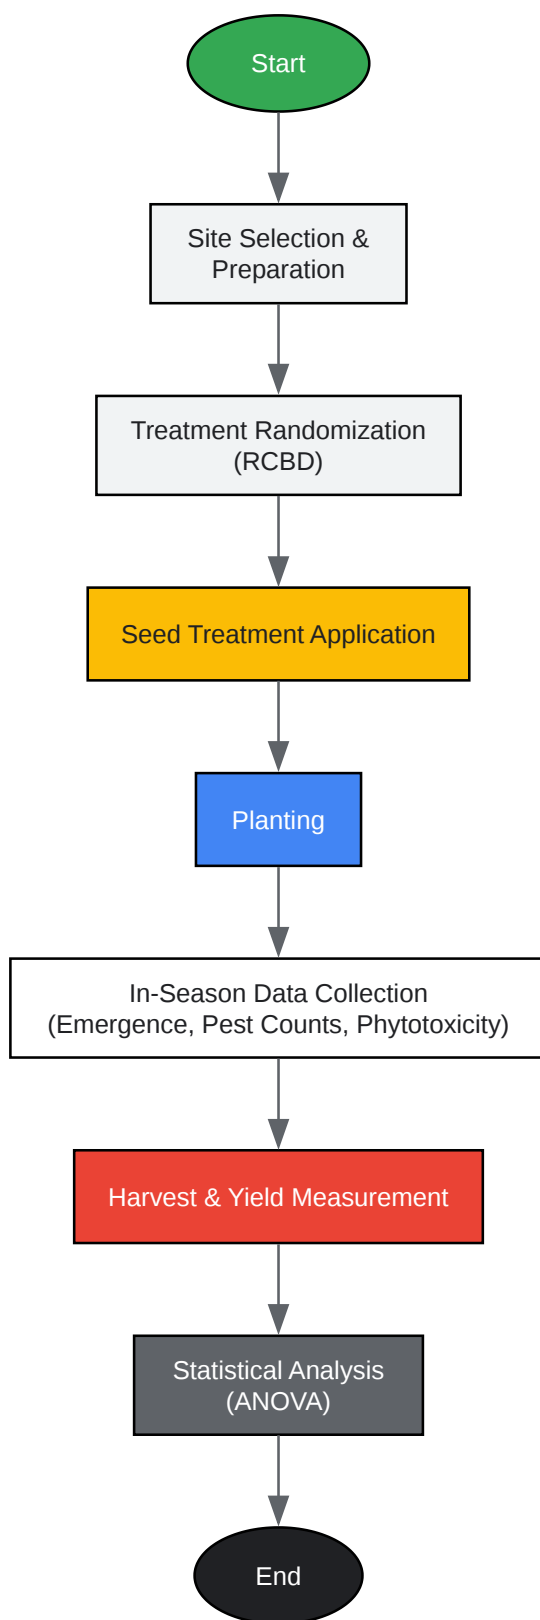 Start
Site Selection &
Preparation
Treatment Randomization
(RCBD)
Seed Treatment Application
Planting
In-Season Data Collection
(Emergence, Pest Counts, Phytotoxicity)
Harvest & Yield Measurement
Statistical Analysis
(ANOVA)
End